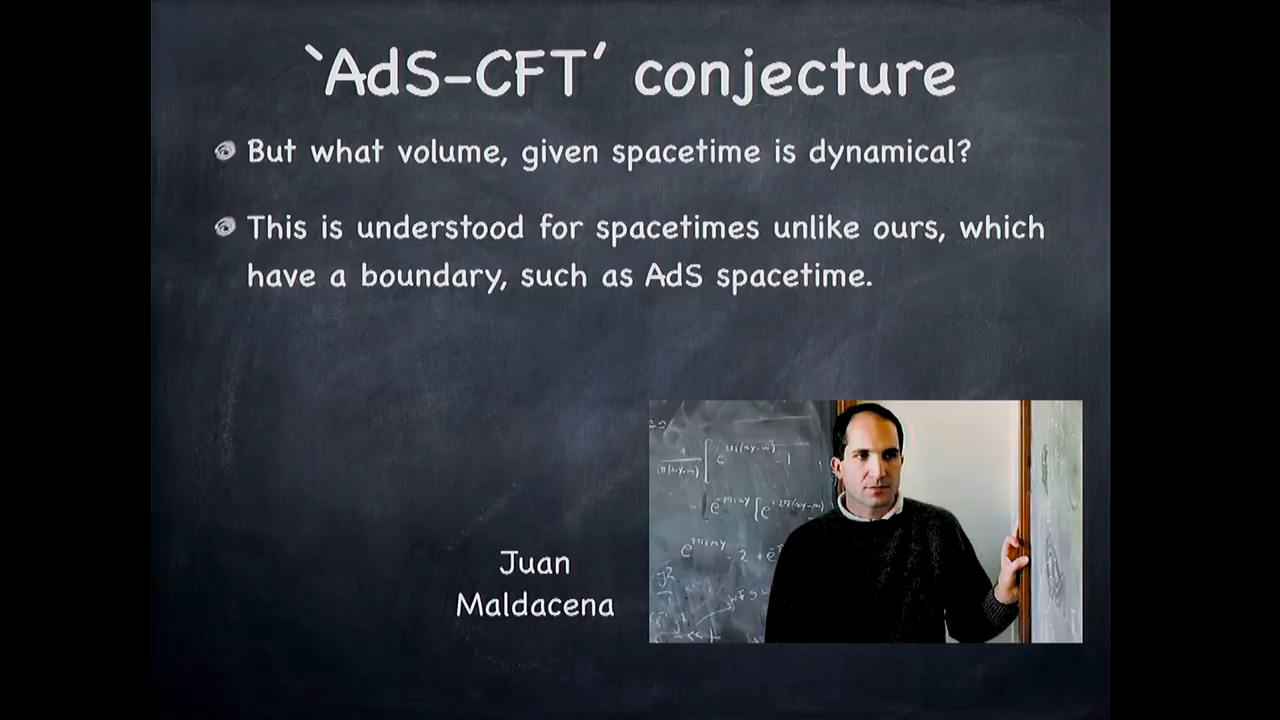 `AdS-CFT' conjecture
But what volume, given spacetime is dynamical?
This is understood for spacetimes unlike ours, which
have a boundary, such as AdS spacetime.
Juan
Maldacena